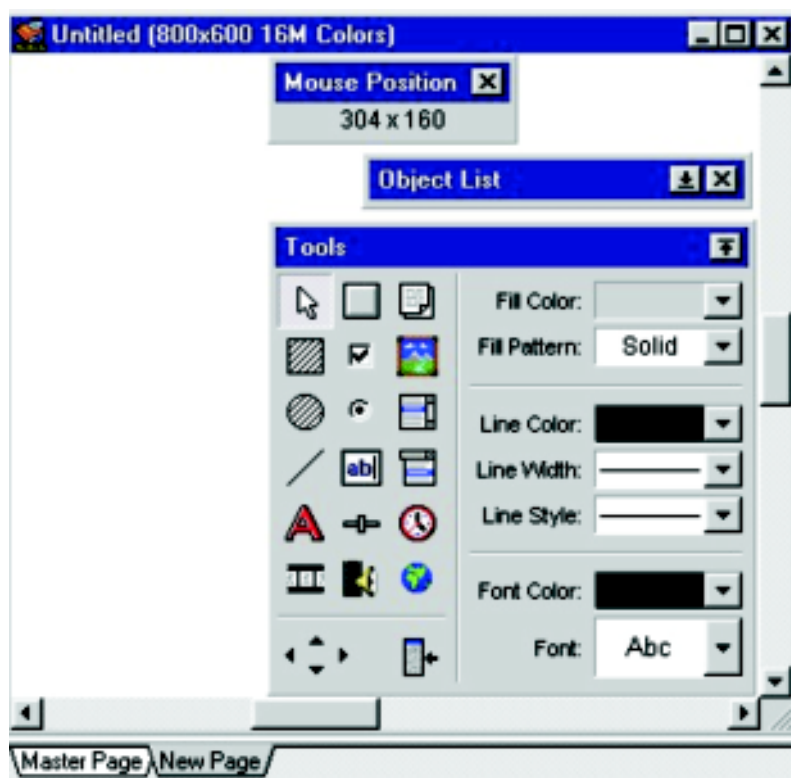 Untitled (800x600 16M Colors)
Mouse Position
304 x 160
Object List
Tools
Fill Color:
Fill Pattern: Solid
Line Color:
ab
Line Width:
Line Style:
A
Font Color:
Font: Abc
Master Page New Page